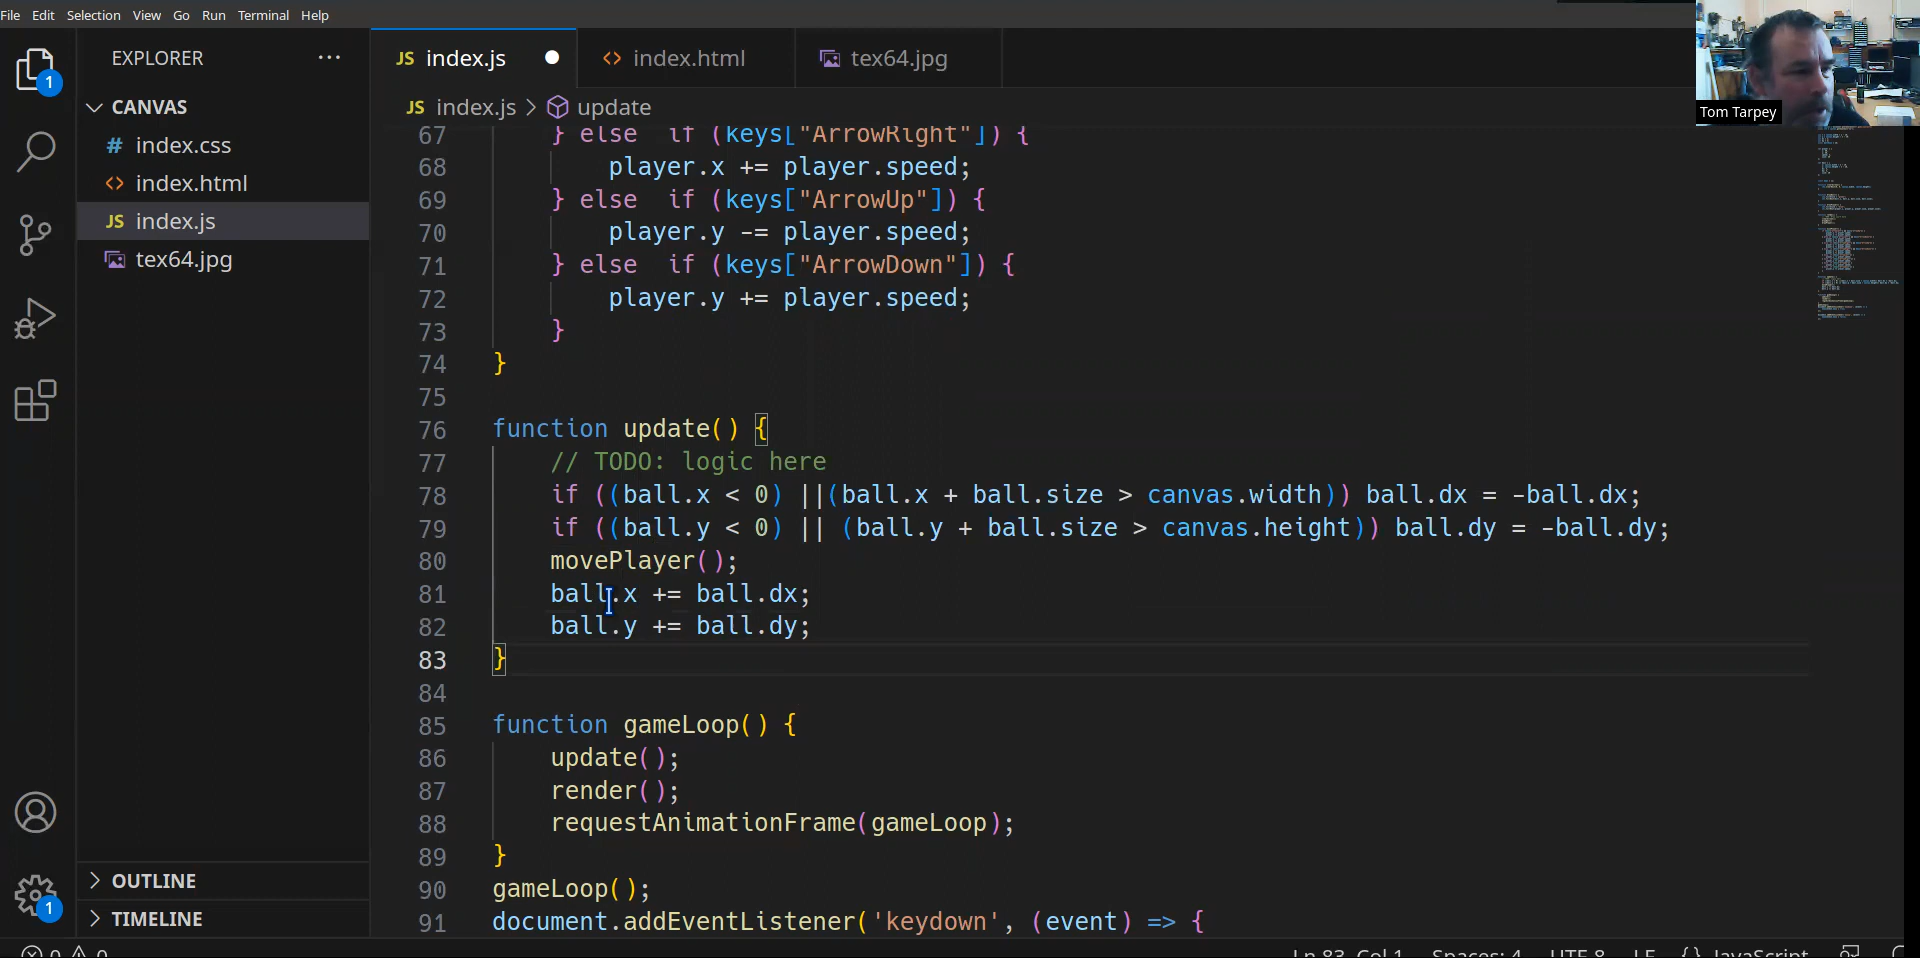 File Edit Selection View Go Run Terminal Help
EXPLORER ···
JS index.js
<> index.html
tex64.jpg
1
CANVAS
JS index.js > update
Tom Tarpey
# index.css
<> index.html
JS index.js
tex64.jpg
67 } else  if (keys["ArrowRight"]) {
68 player.x += player.speed;
69 } else  if (keys["ArrowUp"]) {
70 player.y -= player.speed;
71 } else  if (keys["ArrowDown"]) {
72 player.y += player.speed;
73 }
74 }
75
76 function update() {
77 // TODO: logic here
78 if ((ball.x < 0) ||(ball.x + ball.size > canvas.width)) ball.dx = -ball.dx;
79 if ((ball.y < 0) || (ball.y + ball.size > canvas.height)) ball.dy = -ball.dy;
80 movePlayer();
81 ball.x += ball.dx;
82 ball.y += ball.dy;
83 }
84
85 function gameLoop() {
86 update();
87 render();
88 requestAnimationFrame(gameLoop);
89 }
90 gameLoop();
91 document.addEventListener('keydown', (event) => {
OUTLINE
1
TIMELINE
0 0
Ln 83, Col 1 Spaces: 4 UTF-8 LF {} JavaScript